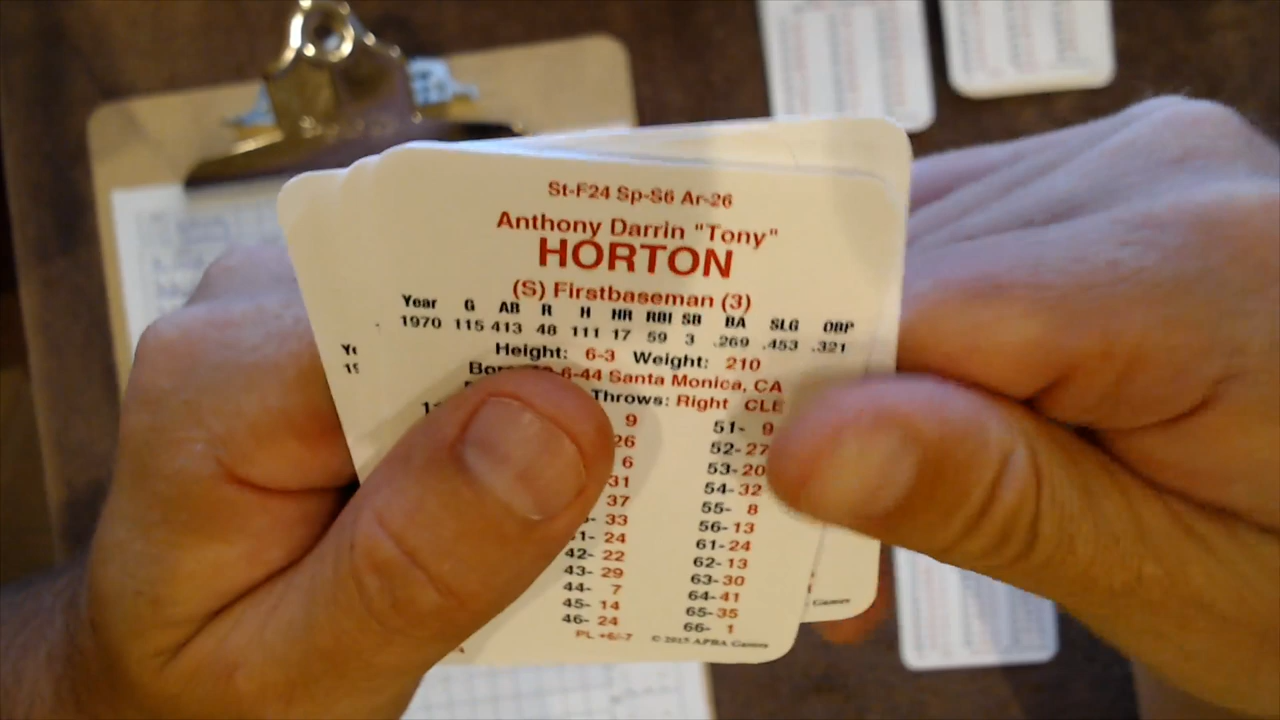 St-F24 Sp-S6 Ar-26
Anthony Darrin "Tony"
HORTON
(S) Firstbaseman (3)
Year G AB R H HR RBI SB BA SLG OBP
1970 115 413 48 111 17 59 3 .269 .453 .321
Height: 6-3 Weight: 210
6-44 Santa Monica, CA
Throws: Right CLE
9 51- 9
26 52-27
6 53-20
31 54-32
37 55- 8
33 56-13
24 61-24
42- 22 62-13
43- 29 63-30
44- 7 64-41
45- 14 65-35
46- 24 66- 1
PL +6/-7 © 2015 APBA Games
Games